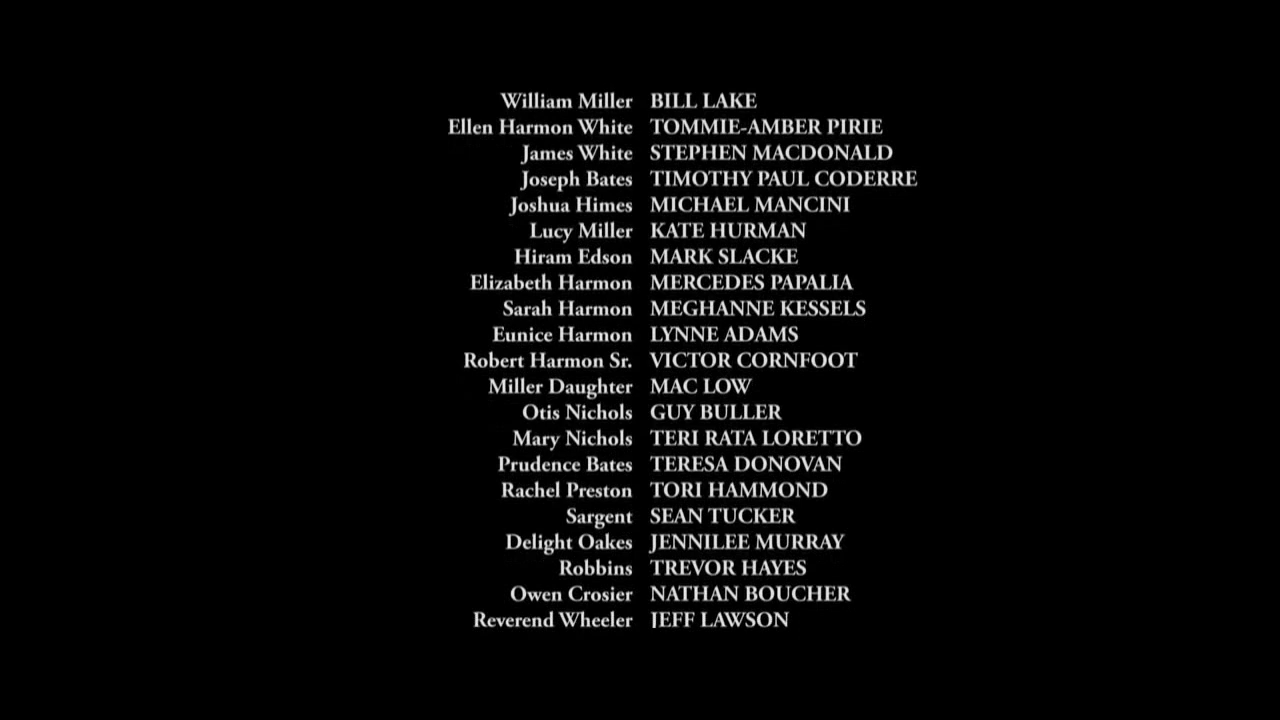 William Miller BILL LAKE
Ellen Harmon White TOMMIE-AMBER PIRIE
James White STEPHEN MACDONALD
Joseph Bates TIMOTHY PAUL CODERRE
Joshua Himes MICHAEL MANCINI
Lucy Miller KATE HURMAN
Hiram Edson MARK SLACKE
Elizabeth Harmon MERCEDES PAPALIA
Sarah Harmon MEGHANNE KESSELS
Eunice Harmon LYNNE ADAMS
Robert Harmon Sr. VICTOR CORNFOOT
Miller Daughter MAC LOW
Otis Nichols GUY BULLER
Mary Nichols TERI RATA LORETTO
Prudence Bates TERESA DONOVAN
Rachel Preston TORI HAMMOND
Sargent SEAN TUCKER
Delight Oakes JENNILEE MURRAY
Robbins TREVOR HAYES
Owen Crosier NATHAN BOUCHER
Reverend Wheeler JEFF LAWSON